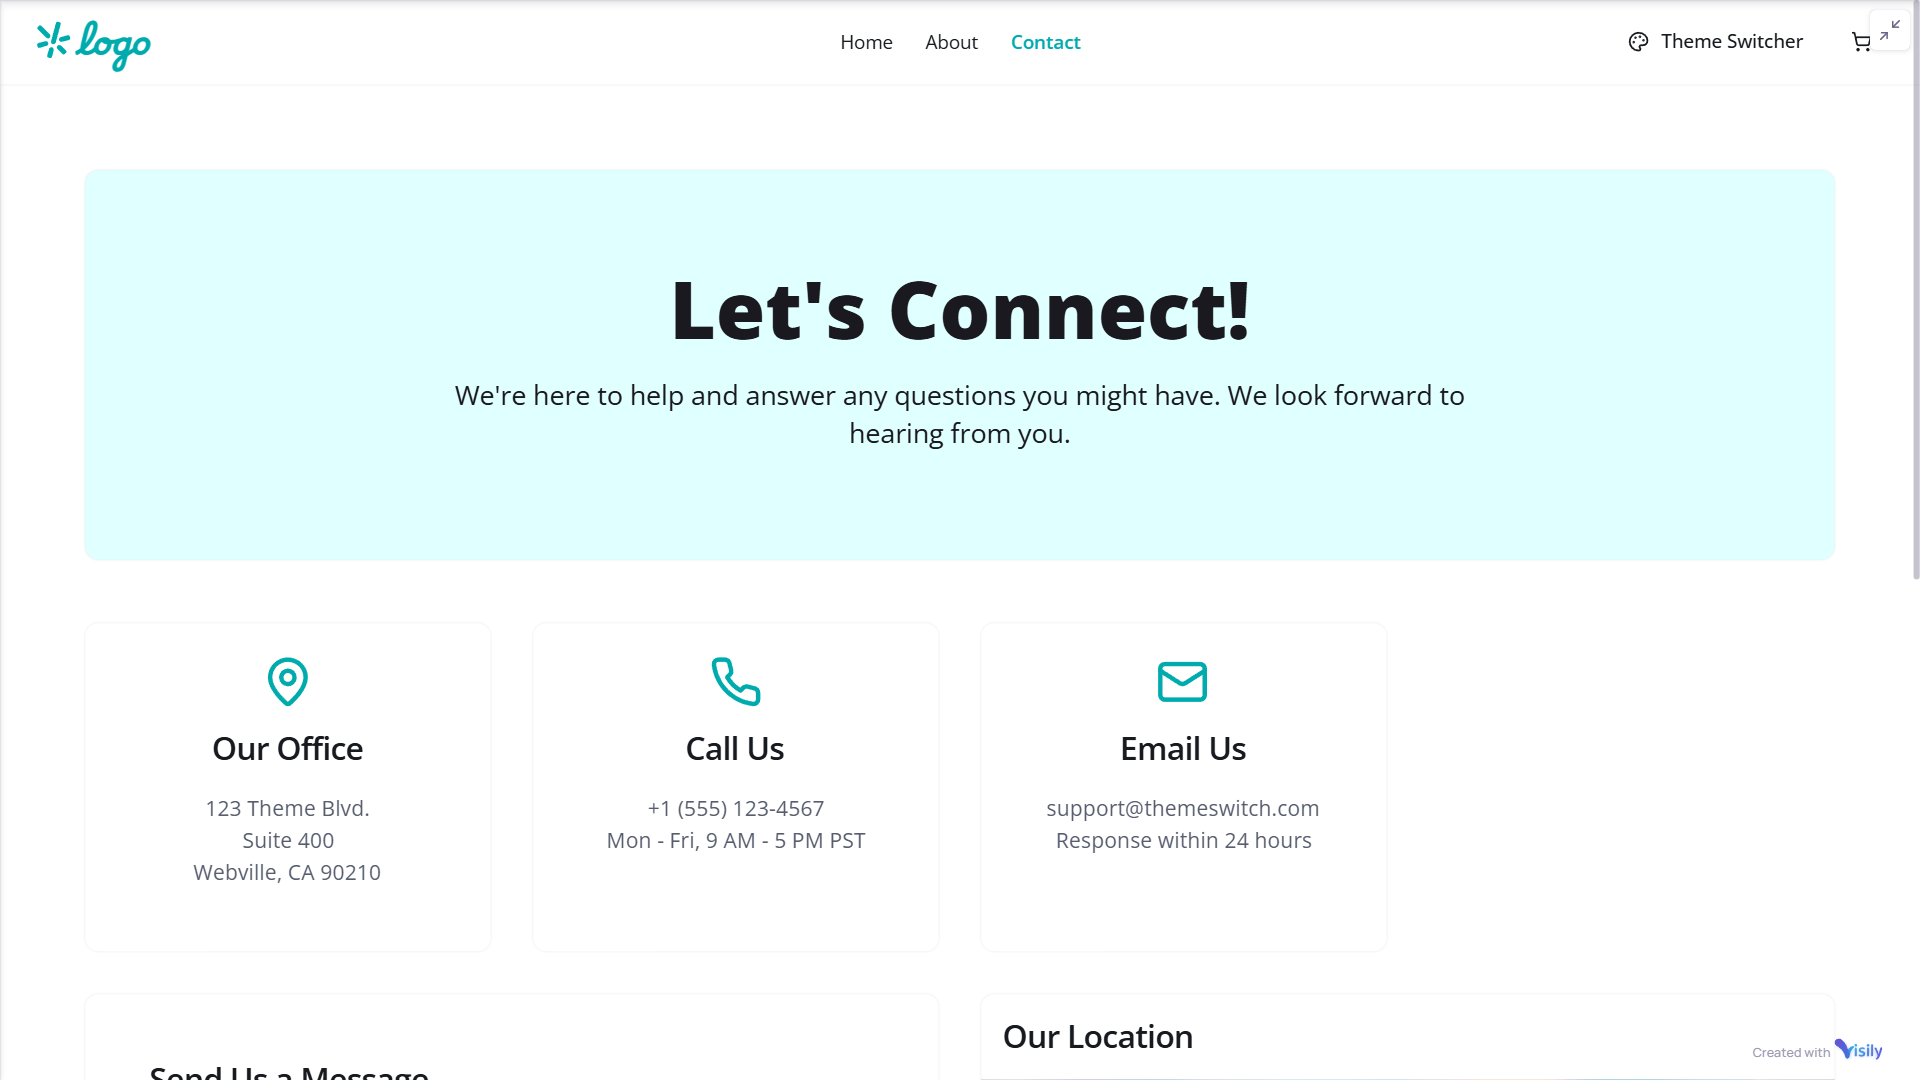 logo
Home
About
Contact
Theme Switcher
Let's Connect!
We're here to help and answer any questions you might have. We look forward to
hearing from you.
Our Office
123 Theme Blvd.
Suite 400
Webville, CA 90210
Call Us
+1 (555) 123-4567
Mon - Fri, 9 AM - 5 PM PST
Email Us
support@themeswitch.com
Response within 24 hours
Send Us a Message
Our Location
Created with Visily